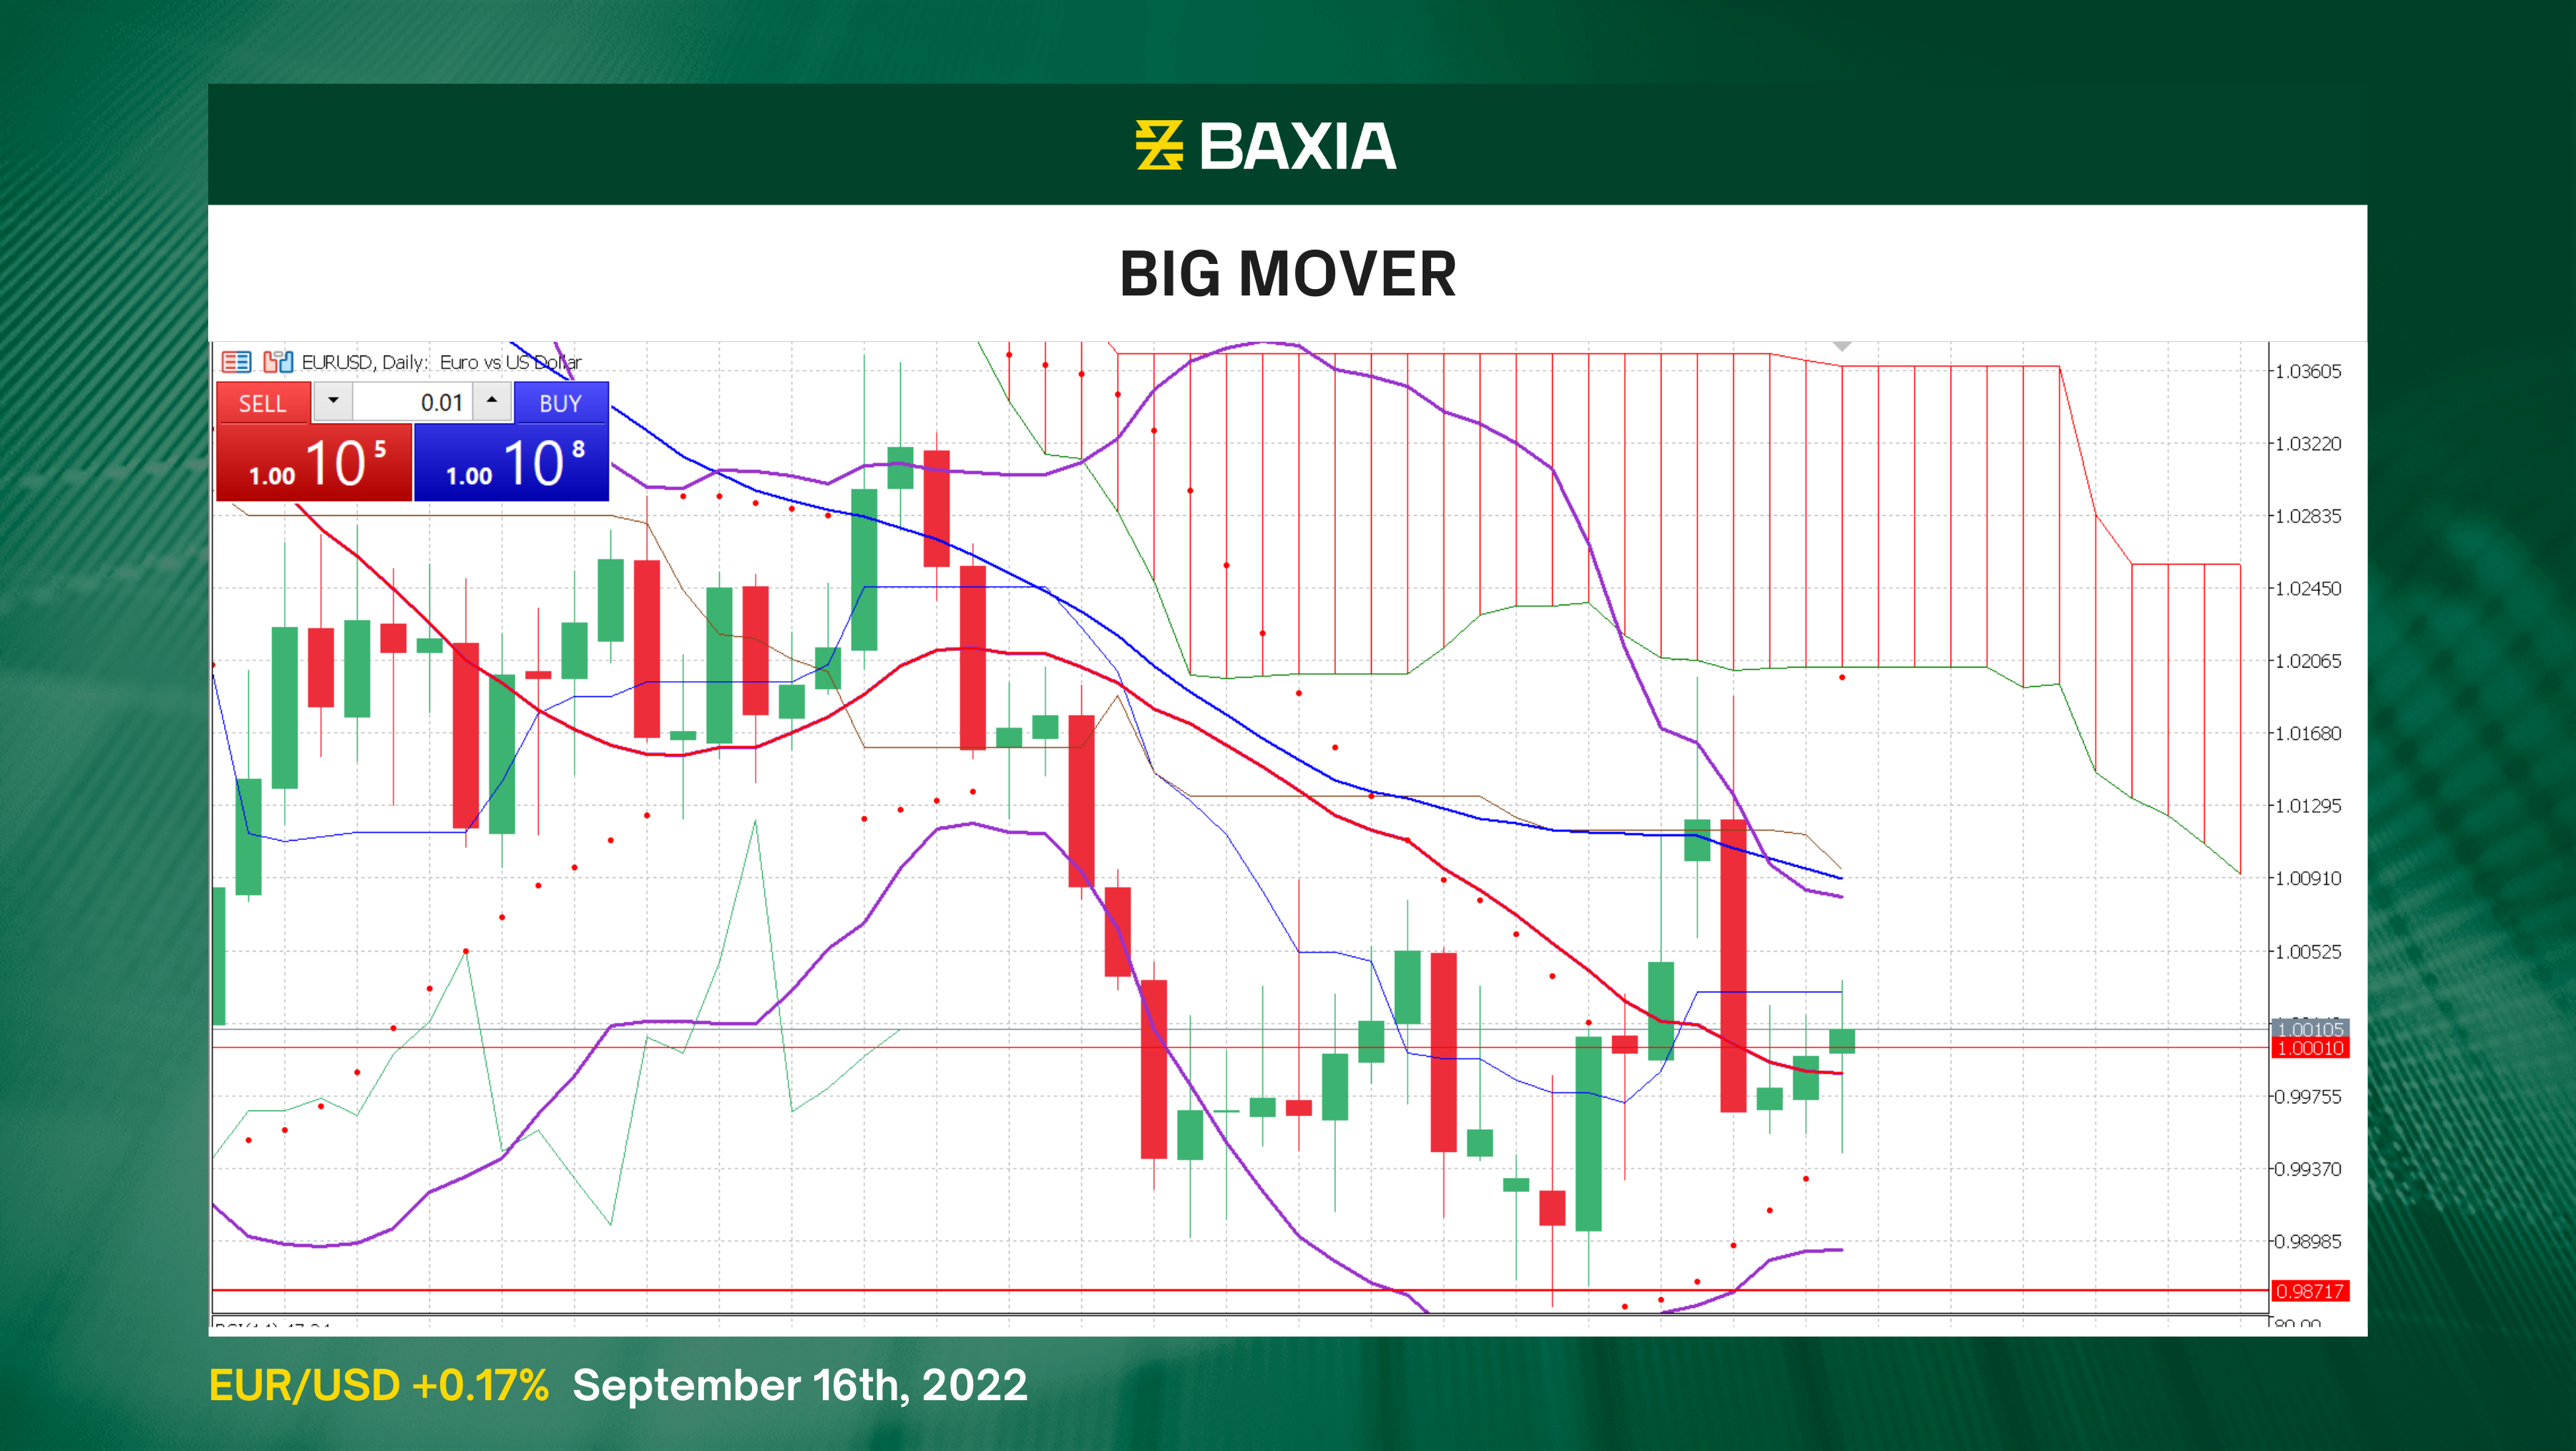 BAXIA
BIG MOVER
EURUSD, Daily: Euro vs US Dollar
SELL 0.01 BUY
1.00 10 5 1.00 10 8
1.03605
1.03220
1.02835
1.02450
1.02065
1.01680
1.01295
1.00910
1.00525
1.00105
1.00010
0.99755
0.99370
0.98985
0.98717
EUR/USD +0.17% September 16th, 2022